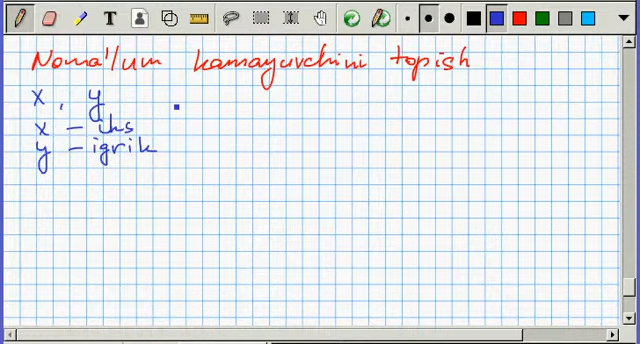 Noma'lum kamayuvchini topish
x, y
x - iks
y - igrik